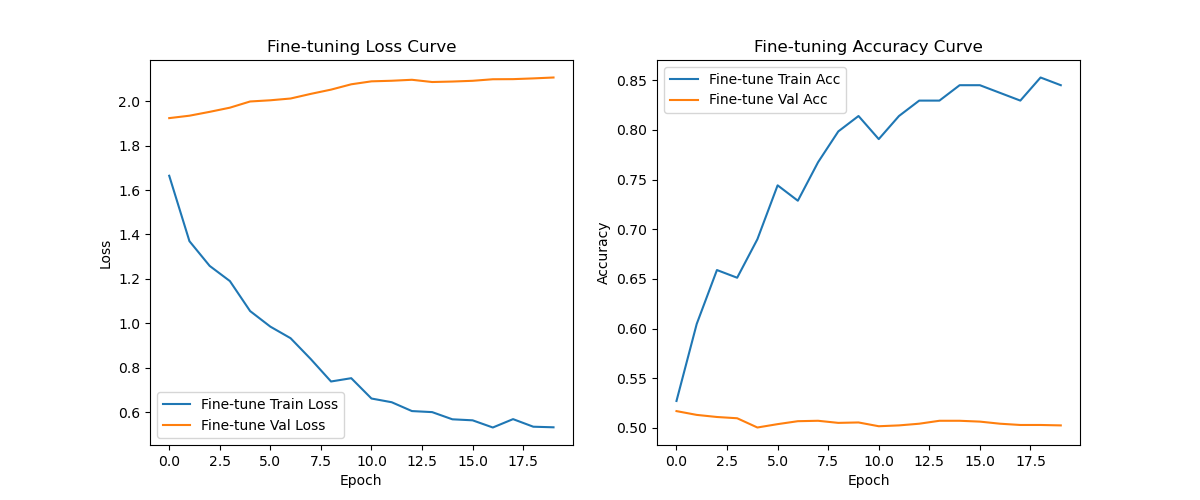 Fine-tuning Loss Curve
2.0
1.8
1.6
1.4
1.2
1.0
0.8
0.6
Loss
Fine-tune Train Loss
Fine-tune Val Loss
0.0 2.5 5.0 7.5 10.0 12.5 15.0 17.5
Epoch
Fine-tuning Accuracy Curve
Fine-tune Train Acc
Fine-tune Val Acc
0.85
0.80
0.75
0.70
0.65
0.60
0.55
0.50
Accuracy
0.0 2.5 5.0 7.5 10.0 12.5 15.0 17.5
Epoch